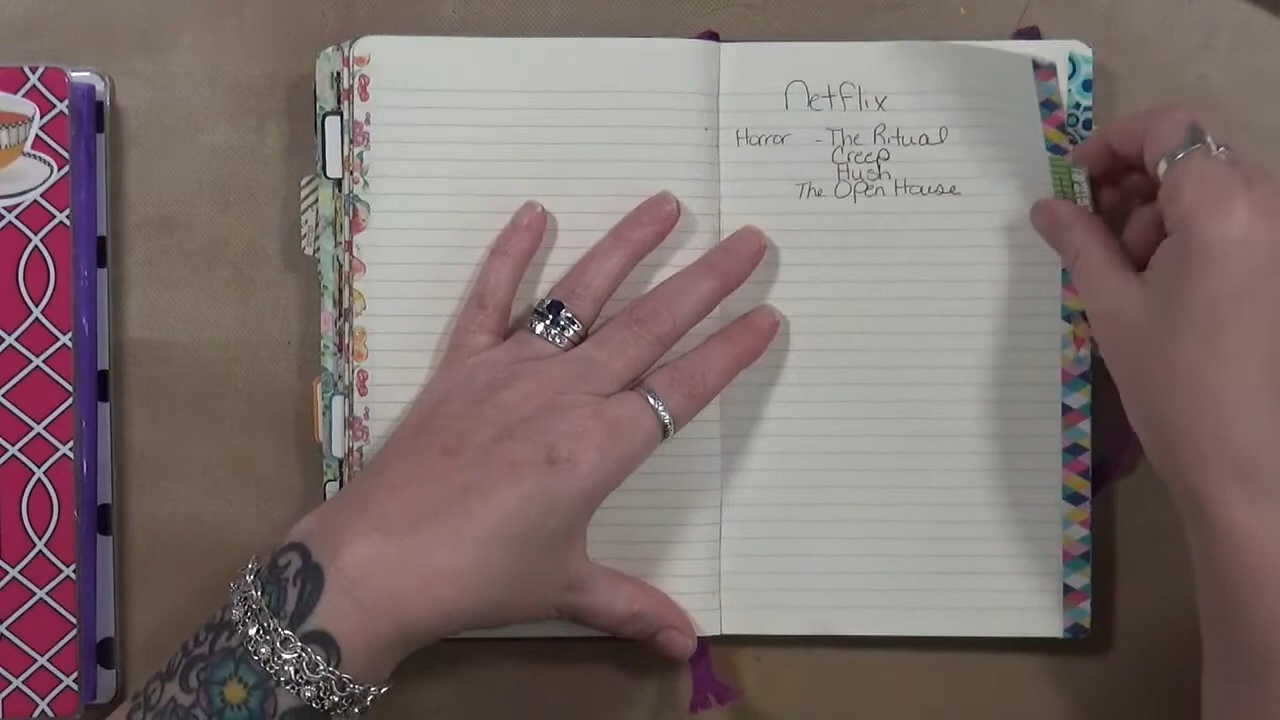 Netflix
Horror - The Ritual
Creep
Hush
The Open House